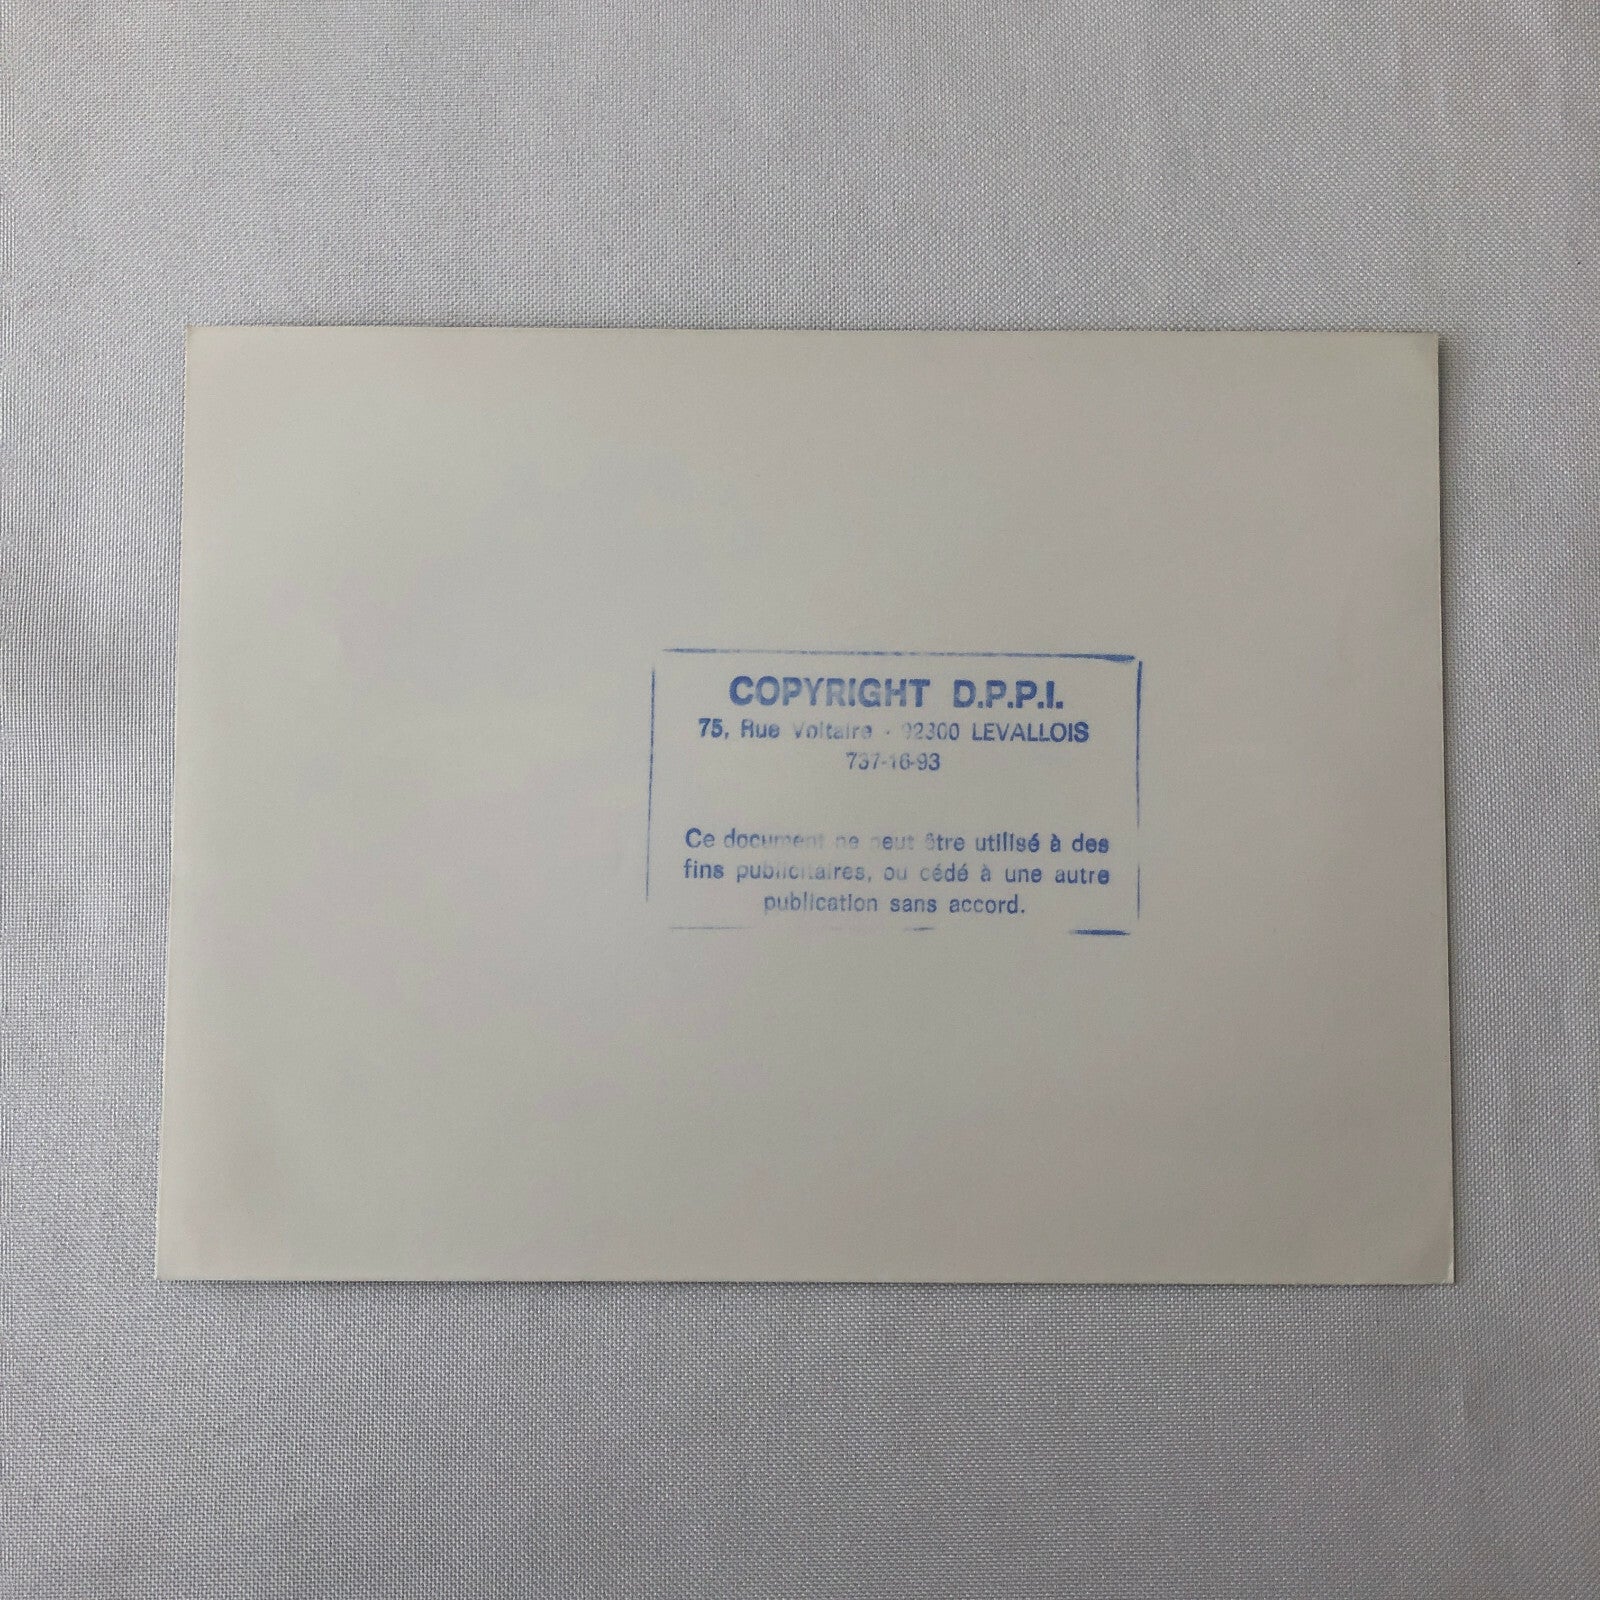 COPYRIGHT D.P.P.I.
75, Rue Voltaire - 92300 LEVALLOIS
737-16-93
Ce document ne peut être utilisé à des
fins publicitaires, ou cédé à une autre
publication sans accord.